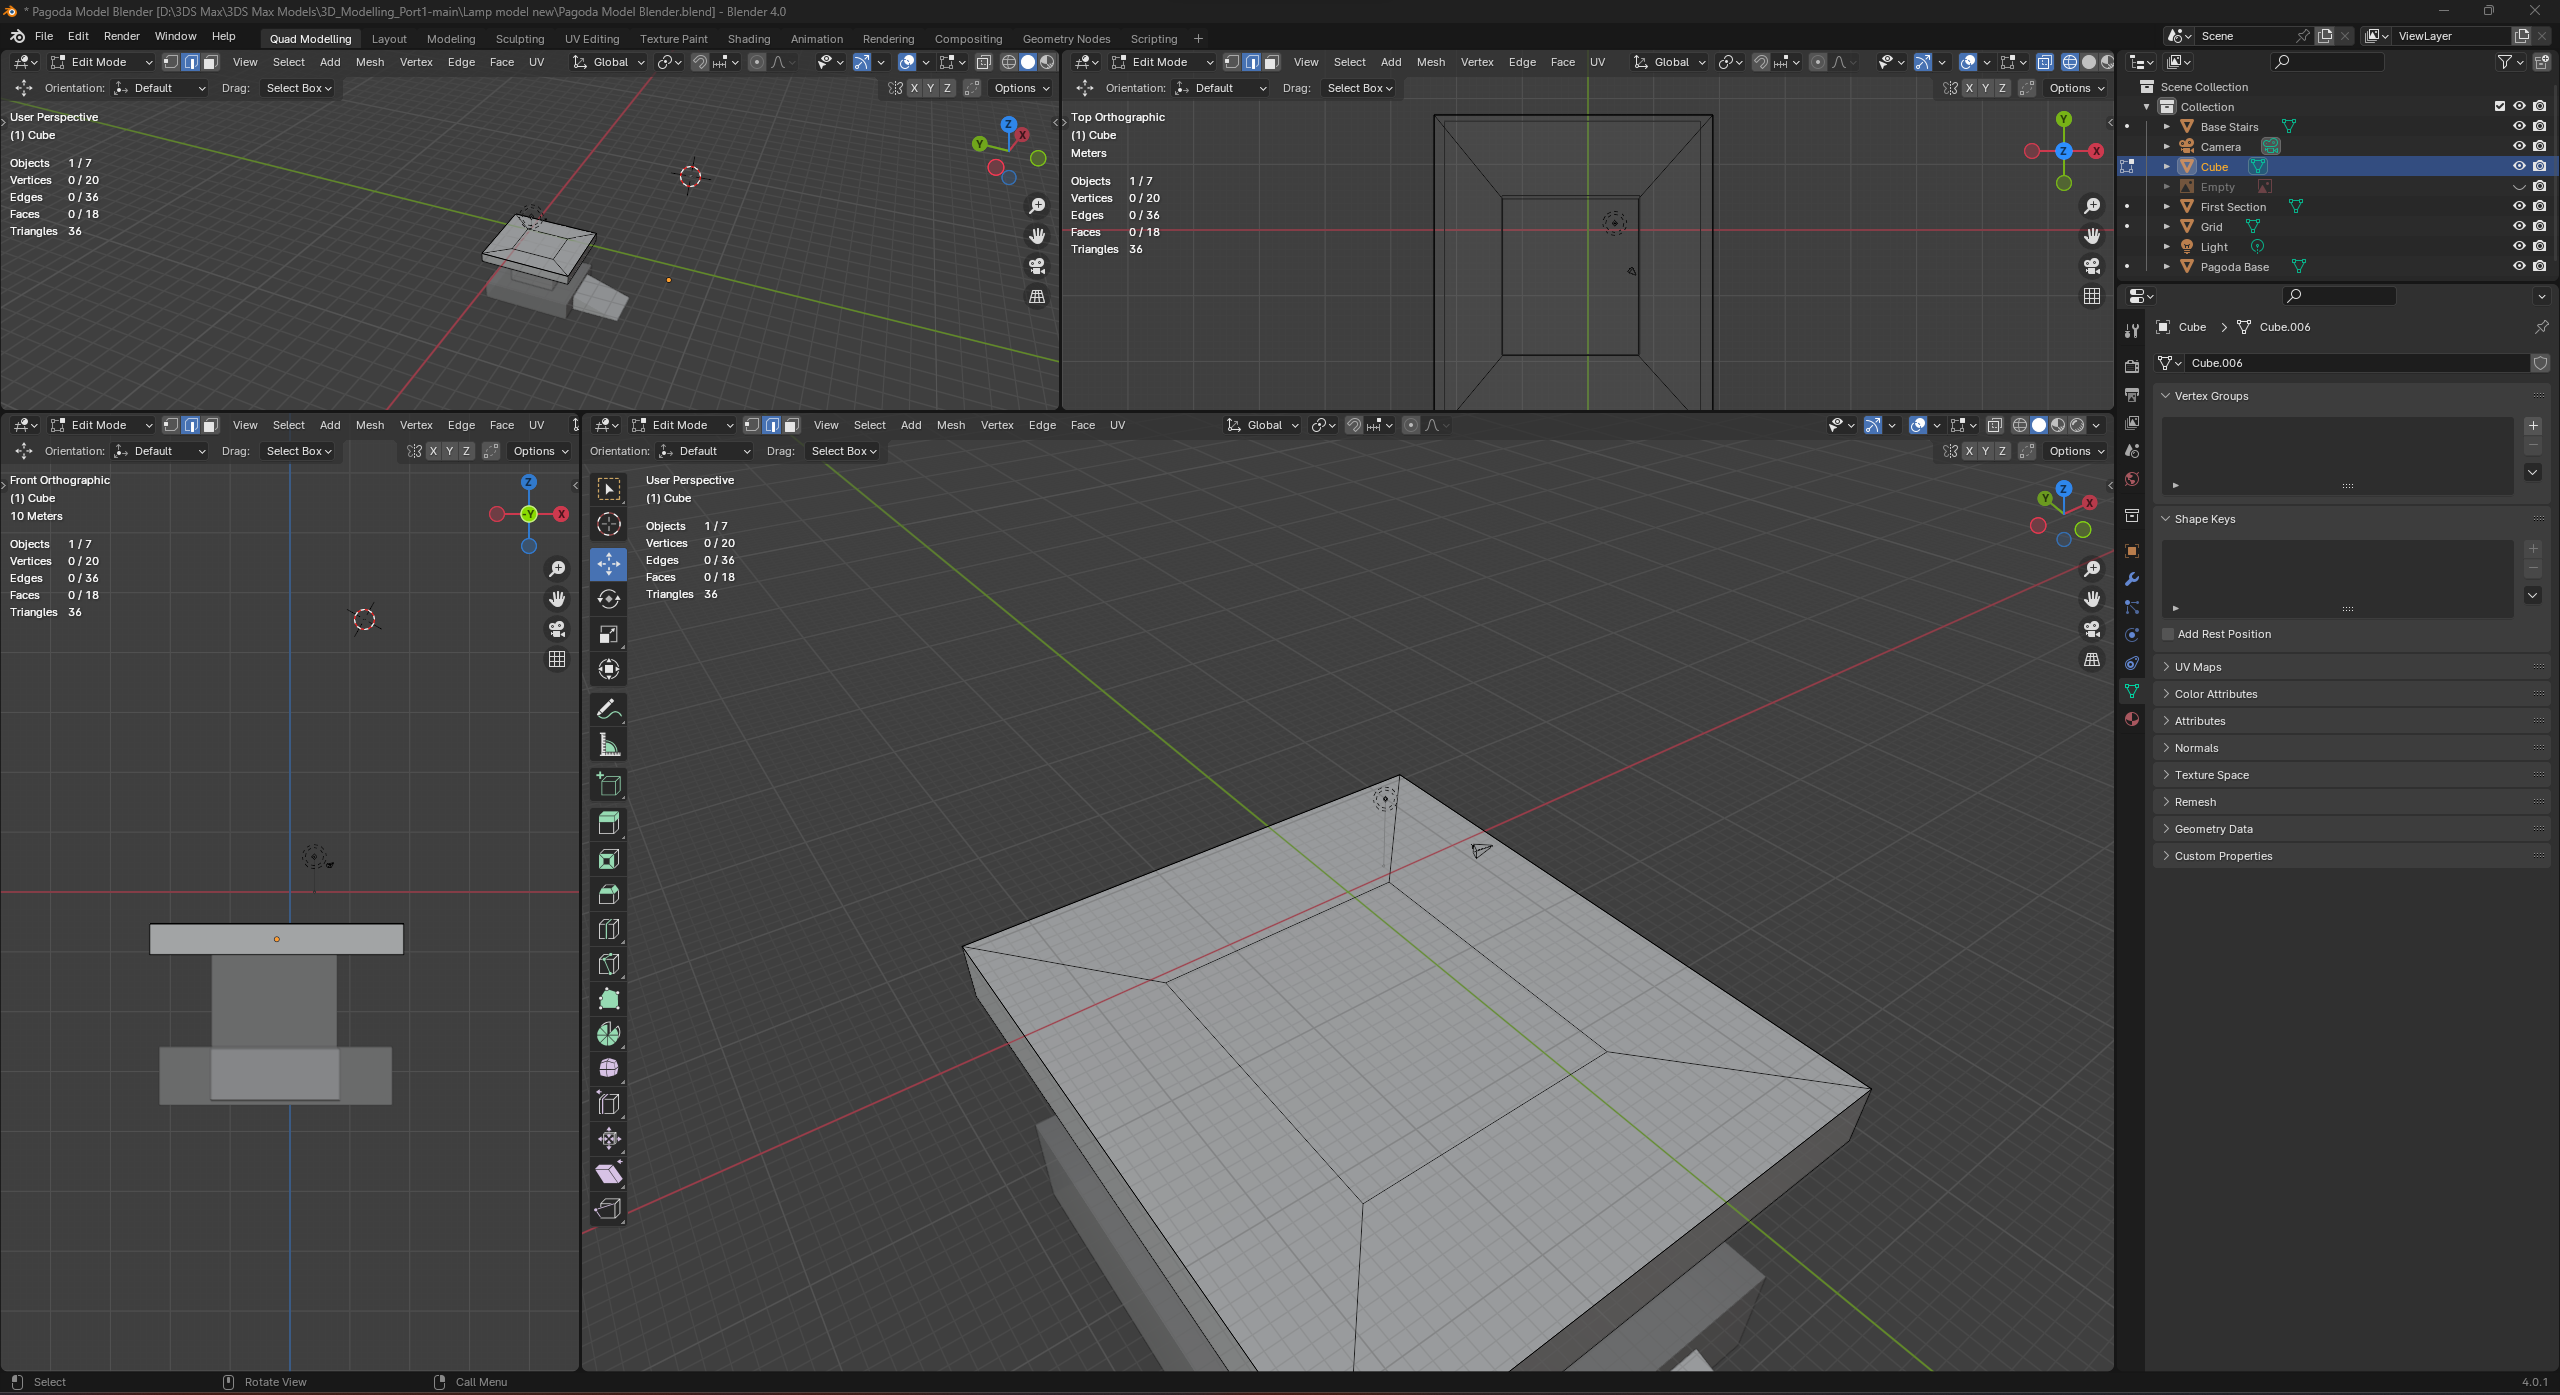 * Pagoda Model Blender [D:\3DS Max\3DS Max Models\3D_Modelling_Port1-main\Lamp model new\Pagoda Model Blender.blend] - Blender 4.0
File Edit Render Window Help Quad Modelling Layout Modeling Sculpting UV Editing Texture Paint Shading Animation Rendering Compositing Geometry Nodes Scripting + Scene ViewLayer
Edit Mode View Select Add Mesh Vertex Edge Face UV Global
Orientation: Default Drag: Select Box X Y Z Options
User Perspective
(1) Cube
Objects 1 / 7
Vertices 0 / 20
Edges 0 / 36
Faces 0 / 18
Triangles 36
Z
X
Y
Edit Mode View Select Add Mesh Vertex Edge Face UV Global
Orientation: Default Drag: Select Box X Y Z Options
Top Orthographic
(1) Cube
Meters
Objects 1 / 7
Vertices 0 / 20
Edges 0 / 36
Faces 0 / 18
Triangles 36
Y
Z X
Edit Mode View Select Add Mesh Vertex Edge Face UV
Orientation: Default Drag: Select Box X Y Z Options
Front Orthographic
(1) Cube
10 Meters
Objects 1 / 7
Vertices 0 / 20
Edges 0 / 36
Faces 0 / 18
Triangles 36
Z
-Y X
Edit Mode View Select Add Mesh Vertex Edge Face UV Global
Orientation: Default Drag: Select Box X Y Z Options
User Perspective
(1) Cube
Objects 1 / 7
Vertices 0 / 20
Edges 0 / 36
Faces 0 / 18
Triangles 36
Z
Y X
Scene Collection
Collection
Base Stairs
Camera
Cube
Empty
First Section
Grid
Light
Pagoda Base
Cube > Cube.006
Cube.006
Vertex Groups
Shape Keys
Add Rest Position
UV Maps
Color Attributes
Attributes
Normals
Texture Space
Remesh
Geometry Data
Custom Properties
Select Rotate View Call Menu 4.0.1